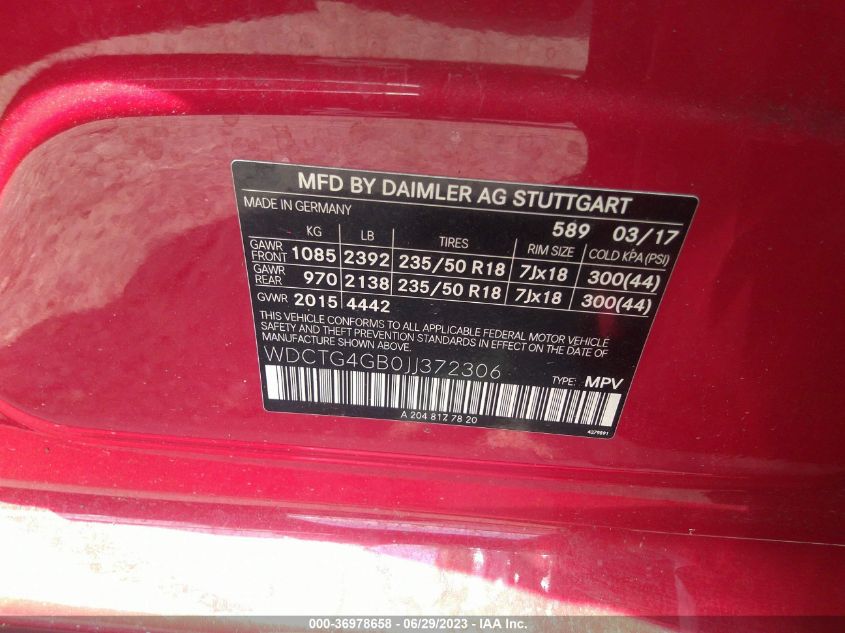 MFD BY DAIMLER AG STUTTGART
MADE IN GERMANY 589 03/17
KG LB TIRES RIM SIZE COLD KPA (PSI)
GAWR FRONT 1085 2392 235/50 R18 7Jx18 300(44)
GAWR REAR 970 2138 235/50 R18 7Jx18 300(44)
GVWR 2015 4442
THIS VEHICLE CONFORMS TO ALL APPLICABLE FEDERAL MOTOR VEHICLE
SAFETY AND THEFT PREVENTION STANDARDS IN EFFECT ON THE DATE OF
MANUFACTURE SHOWN ABOVE.
WDCTG4GB0JJ372306
TYPE: MPV
A 204 817 78 20
4279891
000-36978658 - 06/29/2023 - IAAI.COM